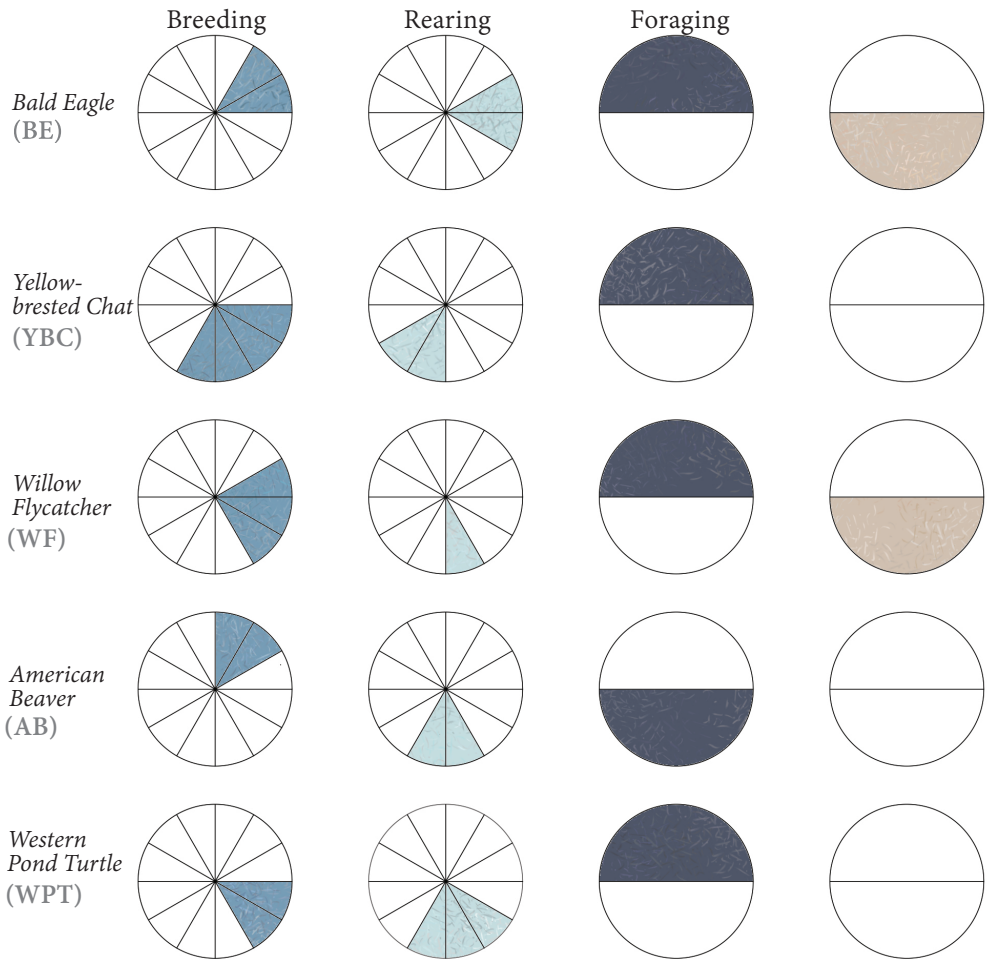 Breeding
Rearing
Foraging
Bald Eagle
(BE)
Yellow-
brested Chat
(YBC)
Willow
Flycatcher
(WF)
American
Beaver
(AB)
Western
Pond Turtle
(WPT)